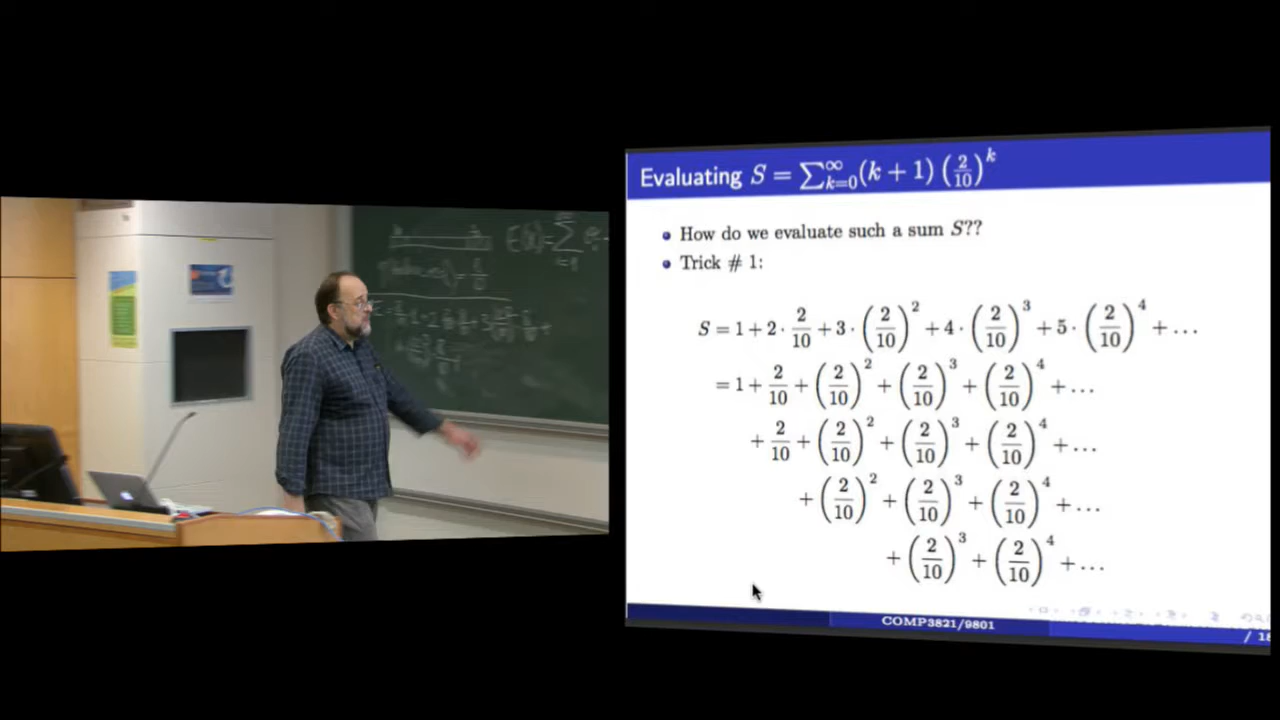 Evaluating S = ∑_{k=0}^{∞}(k + 1)(2/10)^k
How do we evaluate such a sum S??
Trick # 1:
S = 1 + 2 · 2/10 + 3 · (2/10)^2 + 4 · (2/10)^3 + 5 · (2/10)^4 + ...
= 1 + 2/10 + (2/10)^2 + (2/10)^3 + (2/10)^4 + ...
+ 2/10 + (2/10)^2 + (2/10)^3 + (2/10)^4 + ...
+ (2/10)^2 + (2/10)^3 + (2/10)^4 + ...
+ (2/10)^3 + (2/10)^4 + ...
COMP3821/9801
/ 18